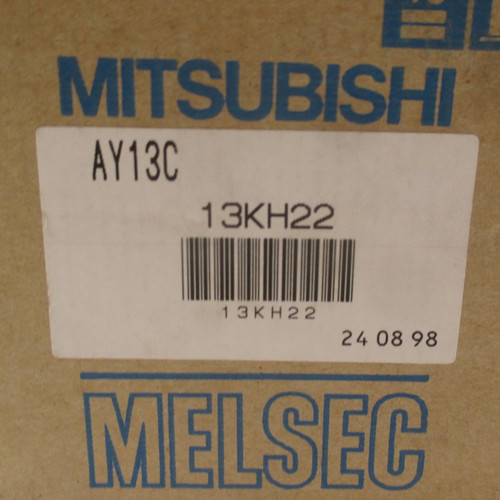 MITSUBISHI
AY13C
13KH22
13KH22
24 08 98
MELSEC